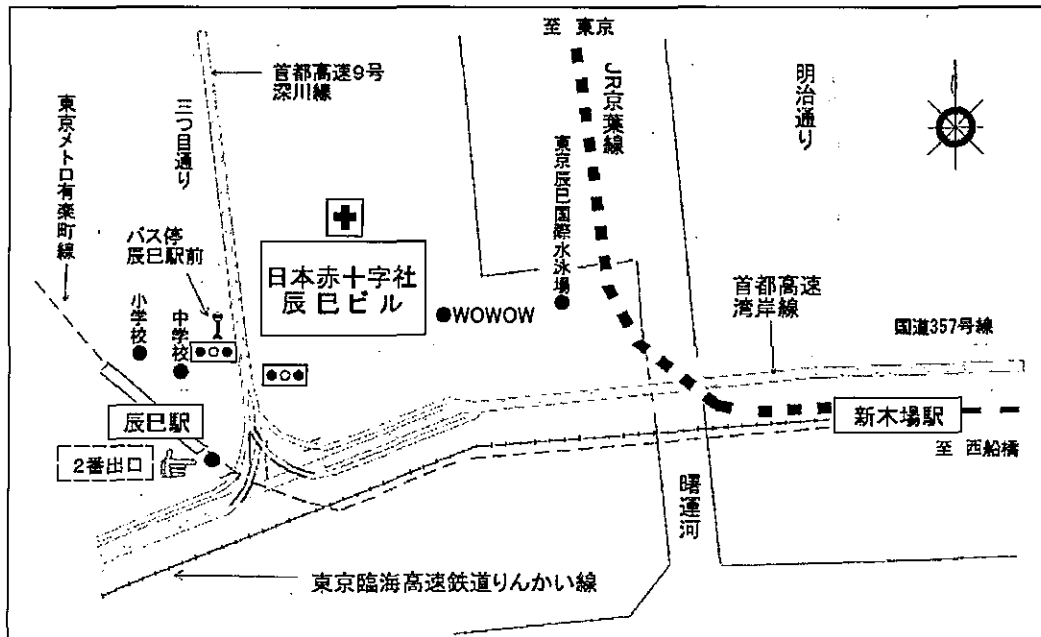 至 東京
首都高速9号
深川線
JR京葉線
明治通り
三つ目通り
東京メトロ有楽町線
東京辰巳国際水泳場
バス停
辰巳駅前
日本赤十字社
辰巳ビル
WOWOW
首都高速
湾岸線
国道357号線
小学校
中学校
辰巳駅
新木場駅
2番出口
至 西船橋
曙運河
東京臨海高速鉄道りんかい線